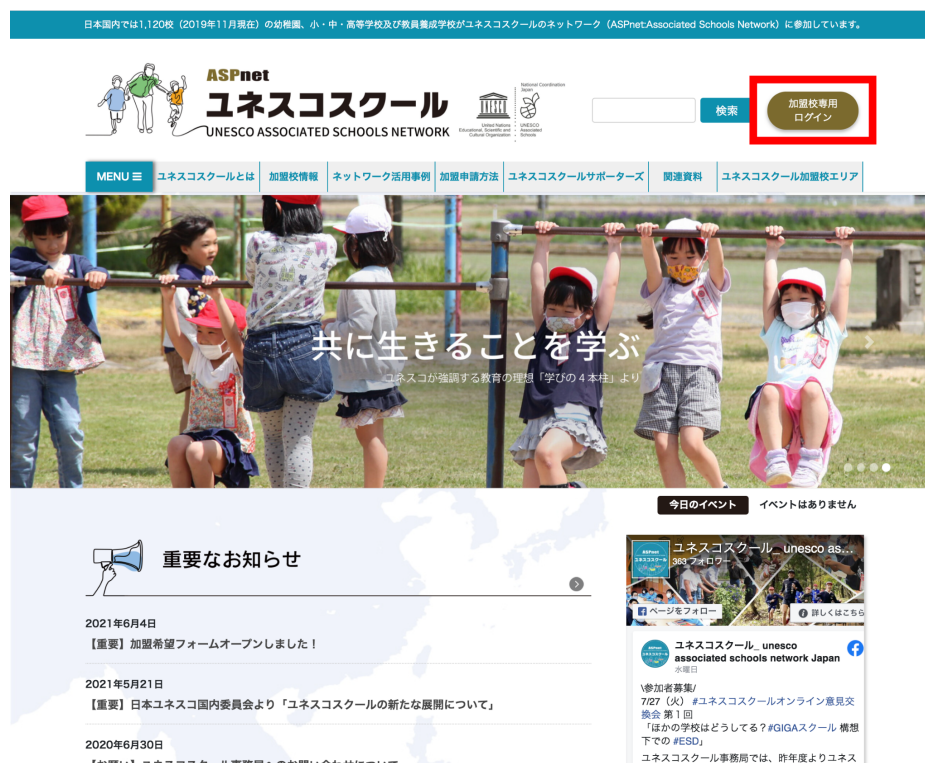 日本国内では1,120校（2019年11月現在）の幼稚園、小・中・高等学校及び教員養成学校がユネスコスクールのネットワーク（ASPnet:Associated Schools Network）に参加しています。
ASPnet
ユネスコスクール
UNESCO ASSOCIATED SCHOOLS NETWORK
United Nations
Educational, Scientific and
Cultural Organization
National Coordination
Japan
UNESCO
Associated
Schools
検索
加盟校専用
ログイン
MENU ☰
ユネスコスクールとは
加盟校情報
ネットワーク活用事例
加盟申請方法
ユネスコスクールサポーターズ
関連資料
ユネスコスクール加盟校エリア
共に生きることを学ぶ
ユネスコが強調する教育の理想「学びの4本柱」より
今日のイベント
イベントはありません
重要なお知らせ
2021年6月4日
【重要】加盟希望フォームオープンしました！
2021年5月21日
【重要】日本ユネスコ国内委員会より「ユネスコスクールの新たな展開について」
2020年6月30日
ユネスコスクール_ unesco as...
363 フォロワー
ページをフォロー
詳しくはこちら
ユネスコスクール_ unesco
associated schools network Japan
水曜日
\参加者募集/
7/27（火）#ユネスコスクールオンライン意見交
換会 第1回
「ほかの学校はどうしてる？#GIGAスクール 構想
下での #ESD」
ユネスコスクール事務局では、昨年度よりユネス